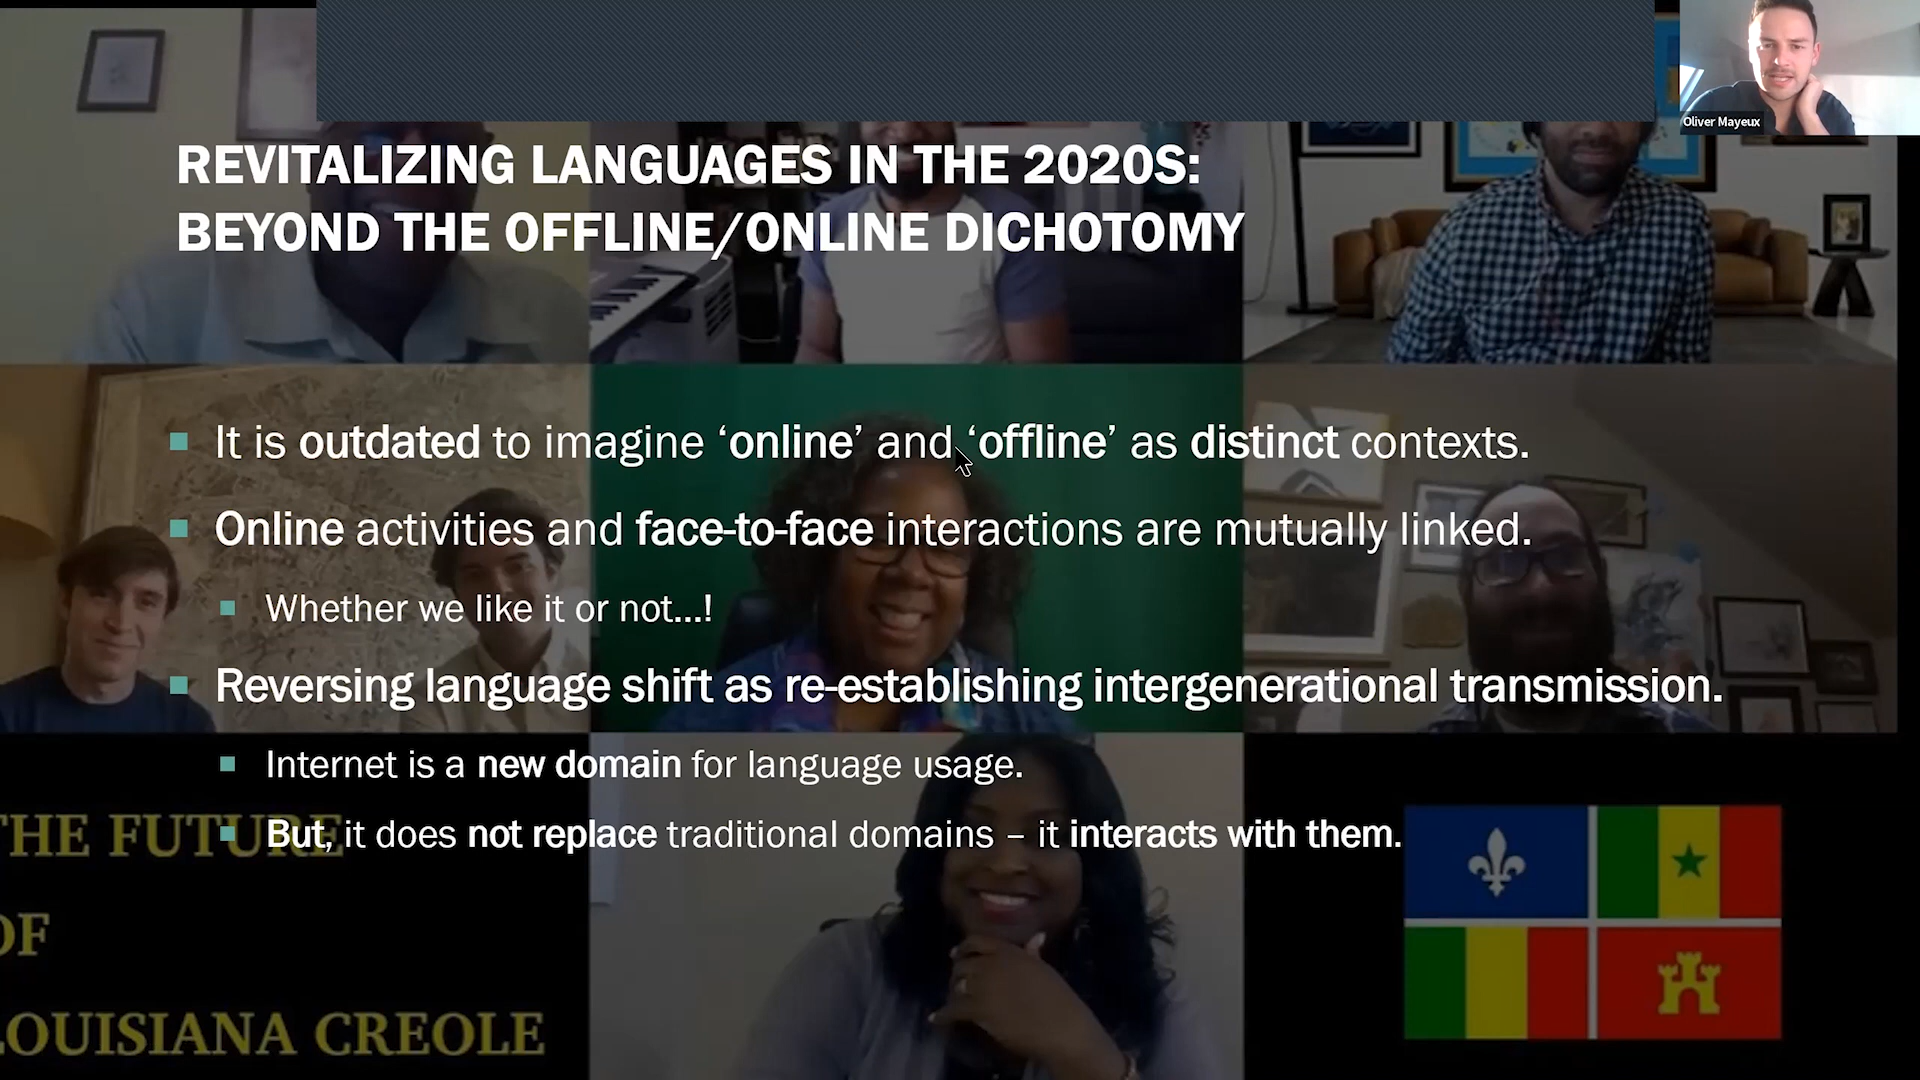 Oliver Mayeux
REVITALIZING LANGUAGES IN THE 2020S:
BEYOND THE OFFLINE/ONLINE DICHOTOMY
It is outdated to imagine ‘online’ and ‘offline’ as distinct contexts.
Online activities and face-to-face interactions are mutually linked.
Whether we like it or not...!
Reversing language shift as re-establishing intergenerational transmission.
Internet is a new domain for language usage.
But, it does not replace traditional domains – it interacts with them.
THE FUTURE
OF
LOUISIANA CREOLE